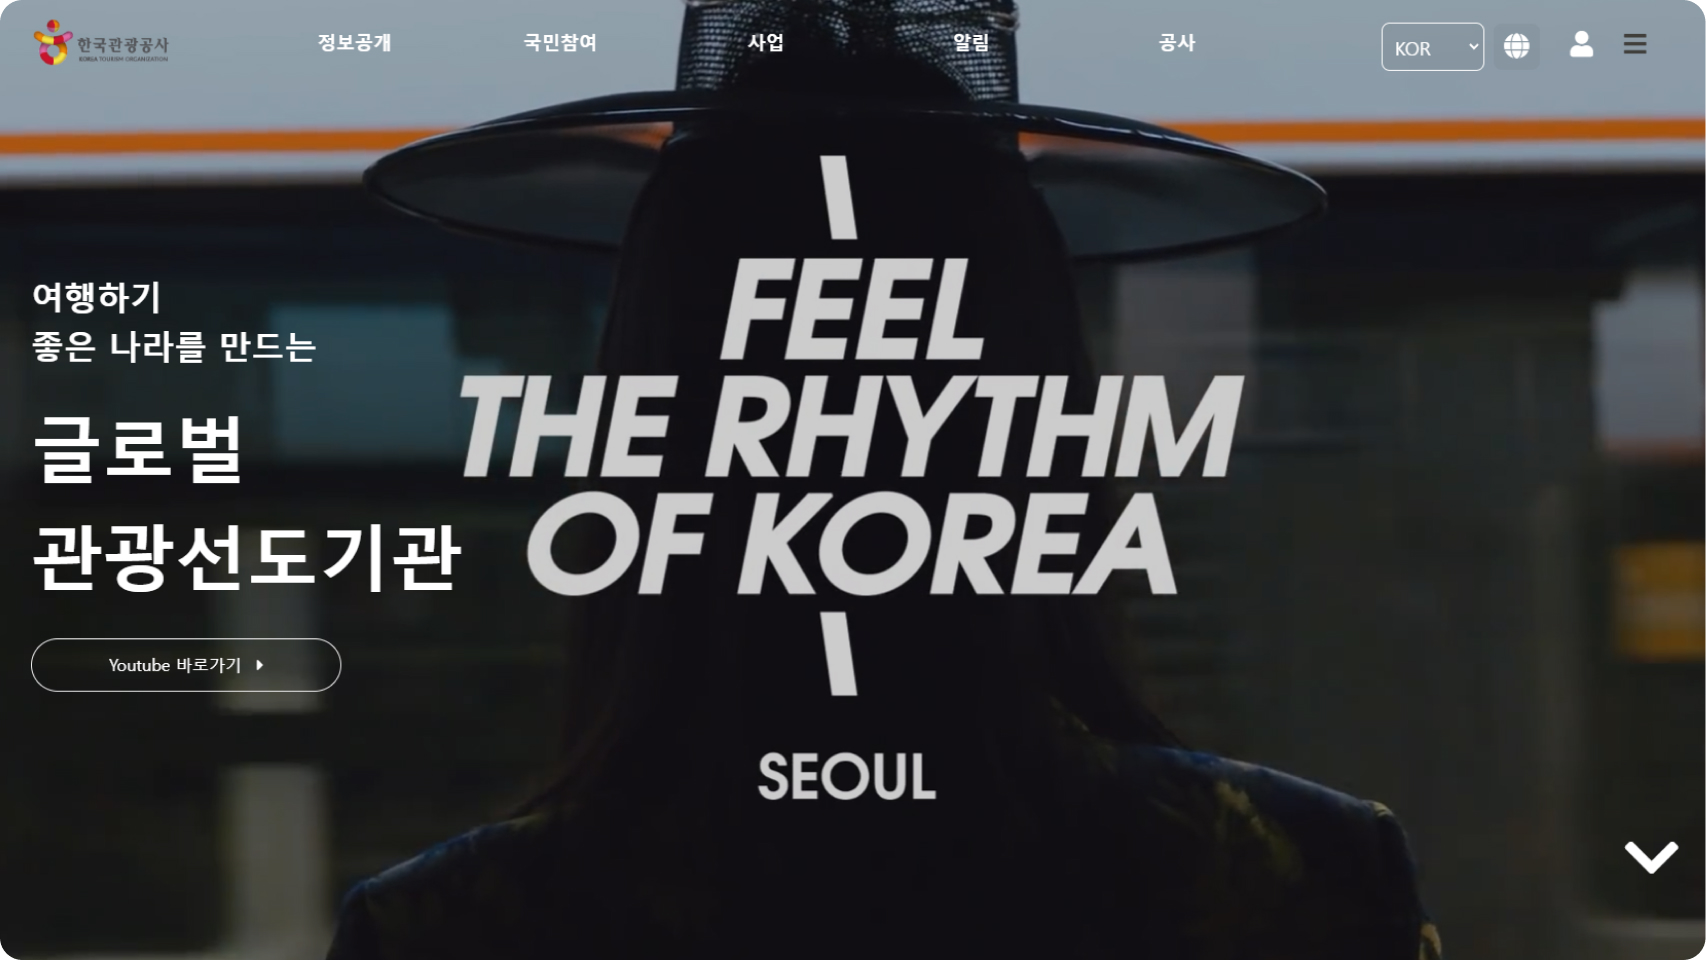 한국관광공사
KOREA TOURISM ORGANIZATION
정보공개
국민참여
사업
알림
공사
KOR
여행하기
좋은 나라를 만드는
글로벌
관광선도기관
Youtube 바로가기
FEEL
THE RHYTHM
OF KOREA
SEOUL